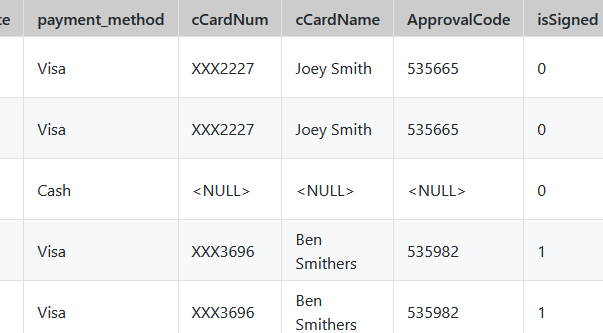 te payment_method cCardNum cCardName ApprovalCode isSigned
Visa XXX2227 Joey Smith 535665 0
Visa XXX2227 Joey Smith 535665 0
Cash <NULL> <NULL> <NULL> 0
Visa XXX3696 Ben Smithers 535982 1
Visa XXX3696 Ben Smithers 535982 1